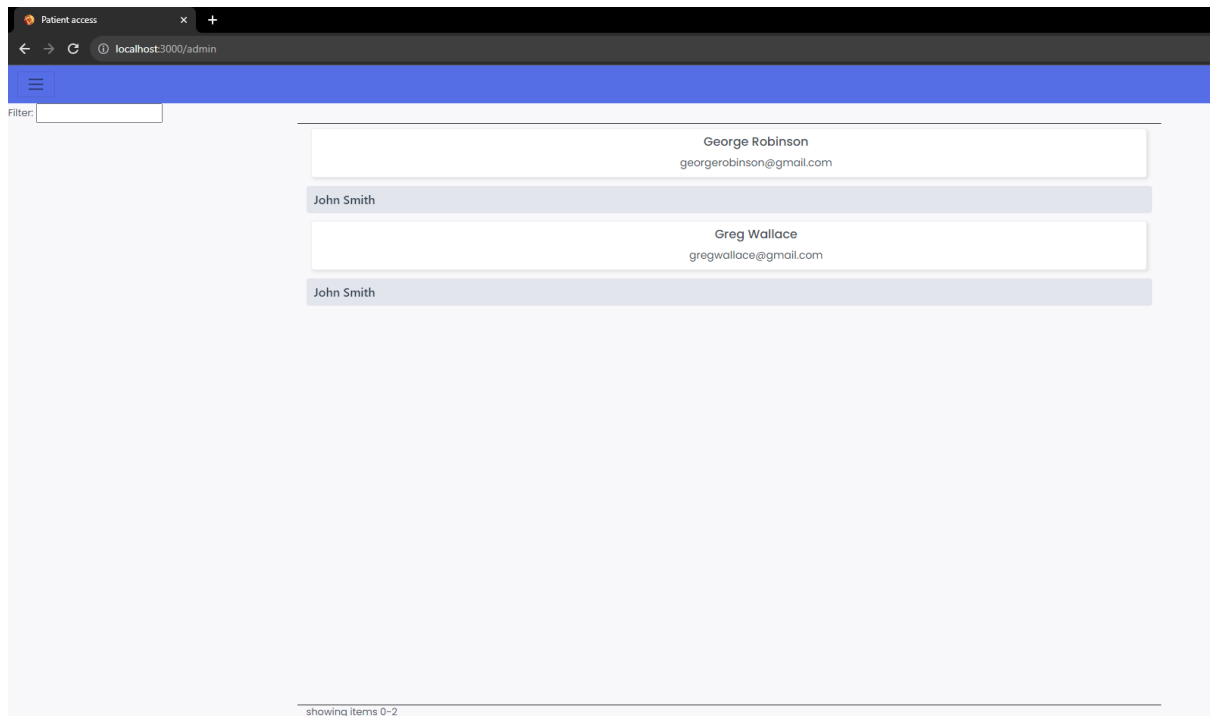 Patient access
localhost:3000/admin
Filter:
George Robinson
georgerobinson@gmail.com
John Smith
Greg Wallace
gregwallace@gmail.com
John Smith
showing items 0-2